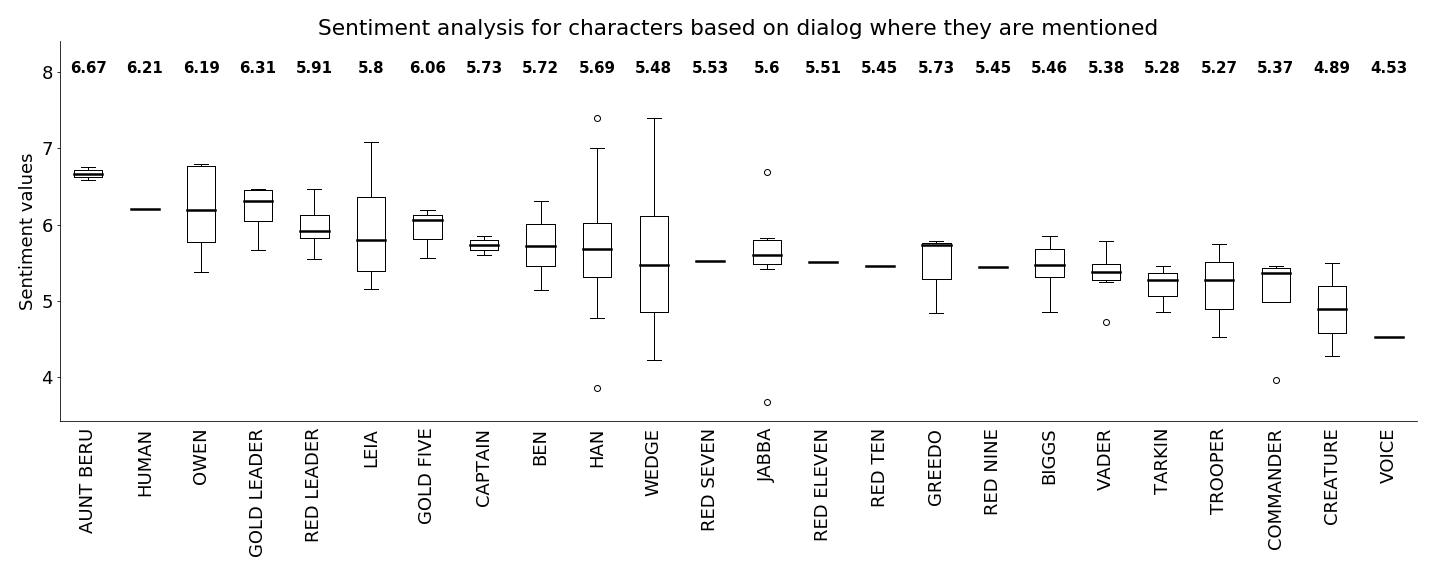 Sentiment analysis for characters based on dialog where they are mentioned
6.67 6.21 6.19 6.31 5.91 5.8 6.06 5.73 5.72 5.69 5.48 5.53 5.6 5.51 5.45 5.73 5.45 5.46 5.38 5.28 5.27 5.37 4.89 4.53
8
7
6
5
4
Sentiment values
AUNT BERU
HUMAN
OWEN
GOLD LEADER
RED LEADER
LEIA
GOLD FIVE
CAPTAIN
BEN
HAN
WEDGE
RED SEVEN
JABBA
RED ELEVEN
RED TEN
GREEDO
RED NINE
BIGGS
VADER
TARKIN
TROOPER
COMMANDER
CREATURE
VOICE